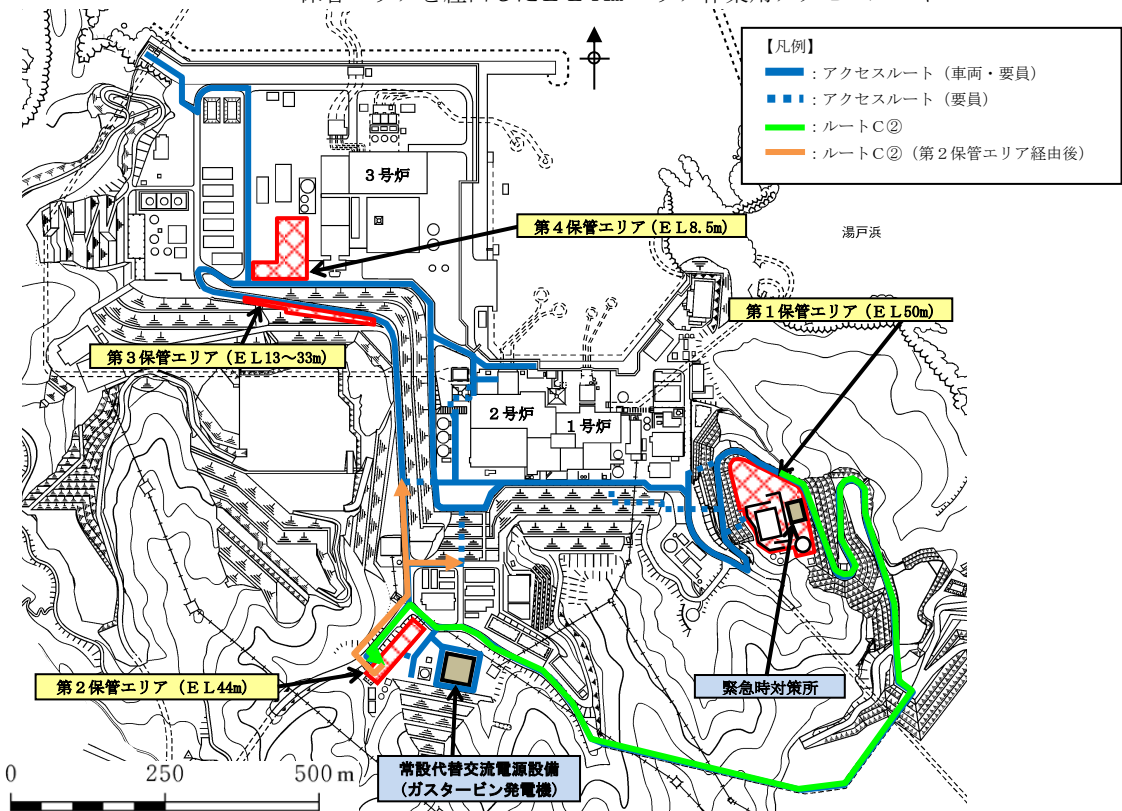 【凡例】
：アクセスルート（車両・要員）
：アクセスルート（要員）
：ルートＣ②
：ルートＣ②（第２保管エリア経由後）
３号炉
第４保管エリア（ＥＬ8.5m）
湯戸浜
第１保管エリア（ＥＬ50m）
第３保管エリア（ＥＬ13～33m）
２号炉
１号炉
第２保管エリア（ＥＬ44m）
緊急時対策所
常設代替交流電源設備
（ガスタービン発電機）
0 250 500 m